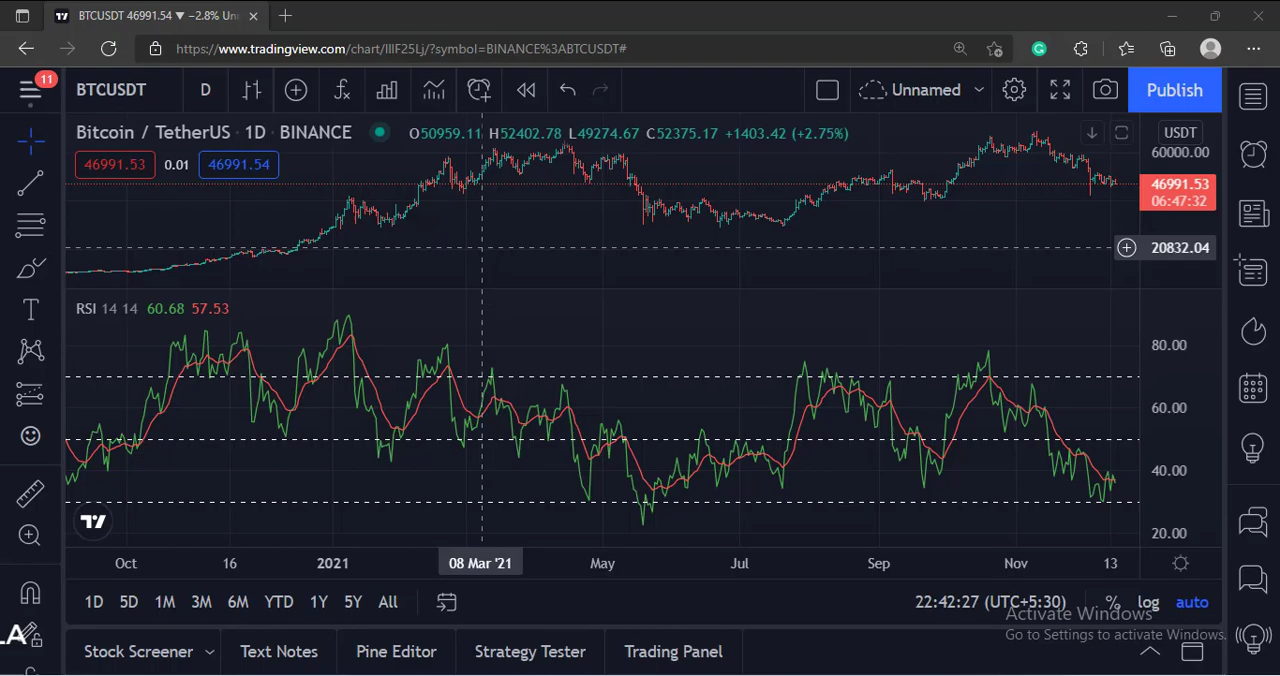 BTCUSDT 46991.54 ▼ −2.8% Un
https://www.tradingview.com/chart/IIIF25Lj/?symbol=BINANCE%3ABTCUSDT#
11
BTCUSDT D Unnamed Publish
Bitcoin / TetherUS · 1D · BINANCE O50959.11 H52402.78 L49274.67 C52375.17 +1403.42 (+2.75%) USDT
46991.53 0.01 46991.54
60000.00
46991.53
06:47:32
20832.04
RSI 14 14 60.68 57.53
80.00
60.00
40.00
20.00
Oct 16 2021 08 Mar '21 May Jul Sep Nov 13
1D 5D 1M 3M 6M YTD 1Y 5Y All 22:42:27 (UTC+5:30) % log auto
Activate Windows
Go to Settings to activate Windows.
LA
Stock Screener Text Notes Pine Editor Strategy Tester Trading Panel